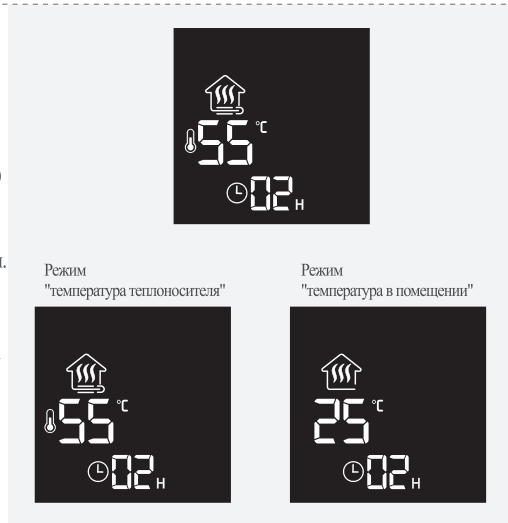 55 °C
02 H
Режим
"температура теплоносителя"
Режим
"температура в помещении"
55 °C
02 H
25 °C
02 H